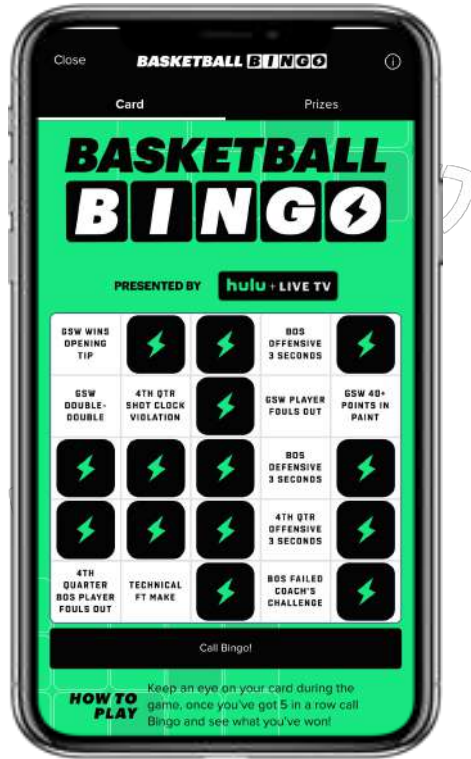 Close
BASKETBALL BINGO
Card
Prizes
BASKETBALL
BINGO
PRESENTED BY
hulu + LIVE TV
GSW WINS
OPENING
TIP
BOS
OFFENSIVE
3 SECONDS
GSW
DOUBLE-
DOUBLE
4TH QTR
SHOT CLOCK
VIOLATION
GSW PLAYER
FOULS OUT
GSW 40+
POINTS IN
PAINT
BOS
DEFENSIVE
3 SECONDS
4TH QTR
OFFENSIVE
3 SECONDS
4TH
QUARTER
BOS PLAYER
FOULS OUT
TECHNICAL
FT MAKE
BOS FAILED
COACH'S
CHALLENGE
Call Bingo!
HOW TO
PLAY
Keep an eye on your card during the
game, once you've got 5 in a row call
Bingo and see what you've won!